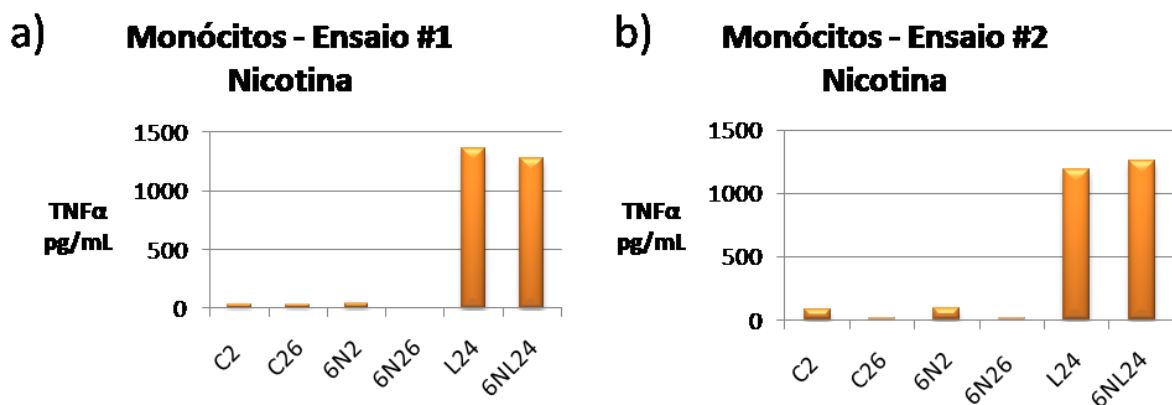 a)
Monócitos - Ensaio #1
Nicotina
TNFα
pg/mL
1500
1000
500
0
C2
C26
6N2
6N26
L24
6NL24
b)
Monócitos - Ensaio #2
Nicotina
TNFα
pg/mL
1500
1000
500
0
C2
C26
6N2
6N26
L24
6NL24